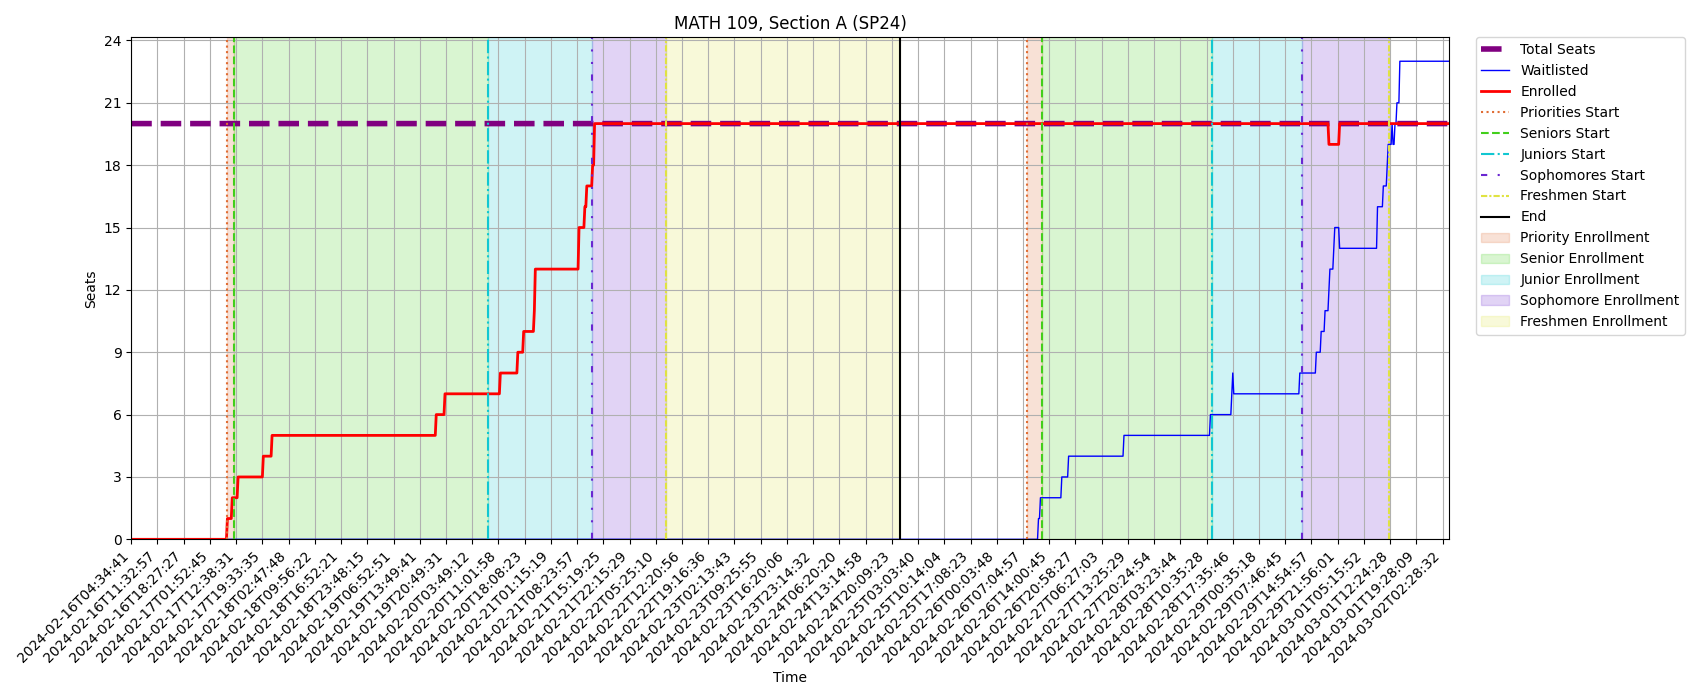 MATH 109, Section A (SP24)
24
21
18
15
12
9
6
3
0
Seats
2024-02-16T04:34:41
2024-02-16T11:32:57
2024-02-16T18:27:27
2024-02-17T01:52:45
2024-02-17T12:38:31
2024-02-17T19:33:35
2024-02-18T02:47:48
2024-02-18T09:56:22
2024-02-18T16:52:21
2024-02-18T23:48:15
2024-02-19T06:52:51
2024-02-19T13:49:41
2024-02-19T20:49:31
2024-02-20T03:49:12
2024-02-20T11:01:58
2024-02-20T18:08:23
2024-02-21T01:15:19
2024-02-21T08:23:57
2024-02-21T15:19:25
2024-02-21T22:15:29
2024-02-22T05:25:10
2024-02-22T12:20:56
2024-02-22T19:16:36
2024-02-23T02:13:43
2024-02-23T09:25:55
2024-02-23T16:20:06
2024-02-23T23:14:32
2024-02-24T06:20:20
2024-02-24T13:14:58
2024-02-24T20:09:23
2024-02-25T03:03:40
2024-02-25T10:14:04
2024-02-25T17:08:23
2024-02-26T00:03:48
2024-02-26T07:04:57
2024-02-26T14:00:45
2024-02-26T20:58:27
2024-02-27T06:27:03
2024-02-27T13:25:29
2024-02-27T20:24:54
2024-02-28T03:23:44
2024-02-28T10:35:28
2024-02-28T17:35:46
2024-02-29T00:35:18
2024-02-29T07:46:45
2024-02-29T14:54:57
2024-02-29T21:56:01
2024-03-01T05:15:52
2024-03-01T12:24:28
2024-03-01T19:28:09
2024-03-02T02:28:32
Time
Total Seats
Waitlisted
Enrolled
Priorities Start
Seniors Start
Juniors Start
Sophomores Start
Freshmen Start
End
Priority Enrollment
Senior Enrollment
Junior Enrollment
Sophomore Enrollment
Freshmen Enrollment